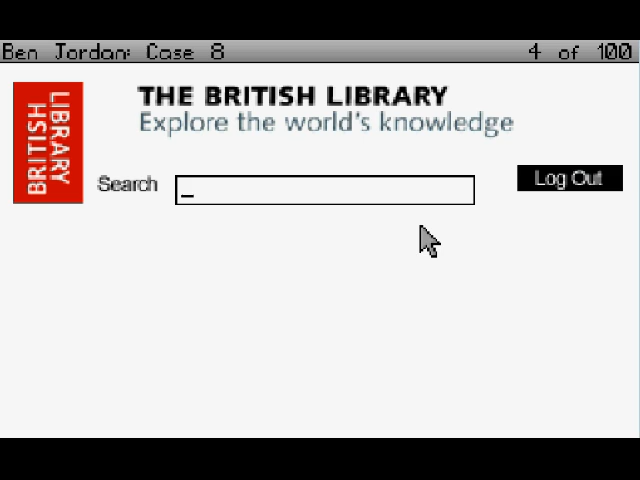 Ben Jordan: Case 8
4 of 100
BRITISH
LIBRARY
THE BRITISH LIBRARY
Explore the world's knowledge
Search
_
Log Out